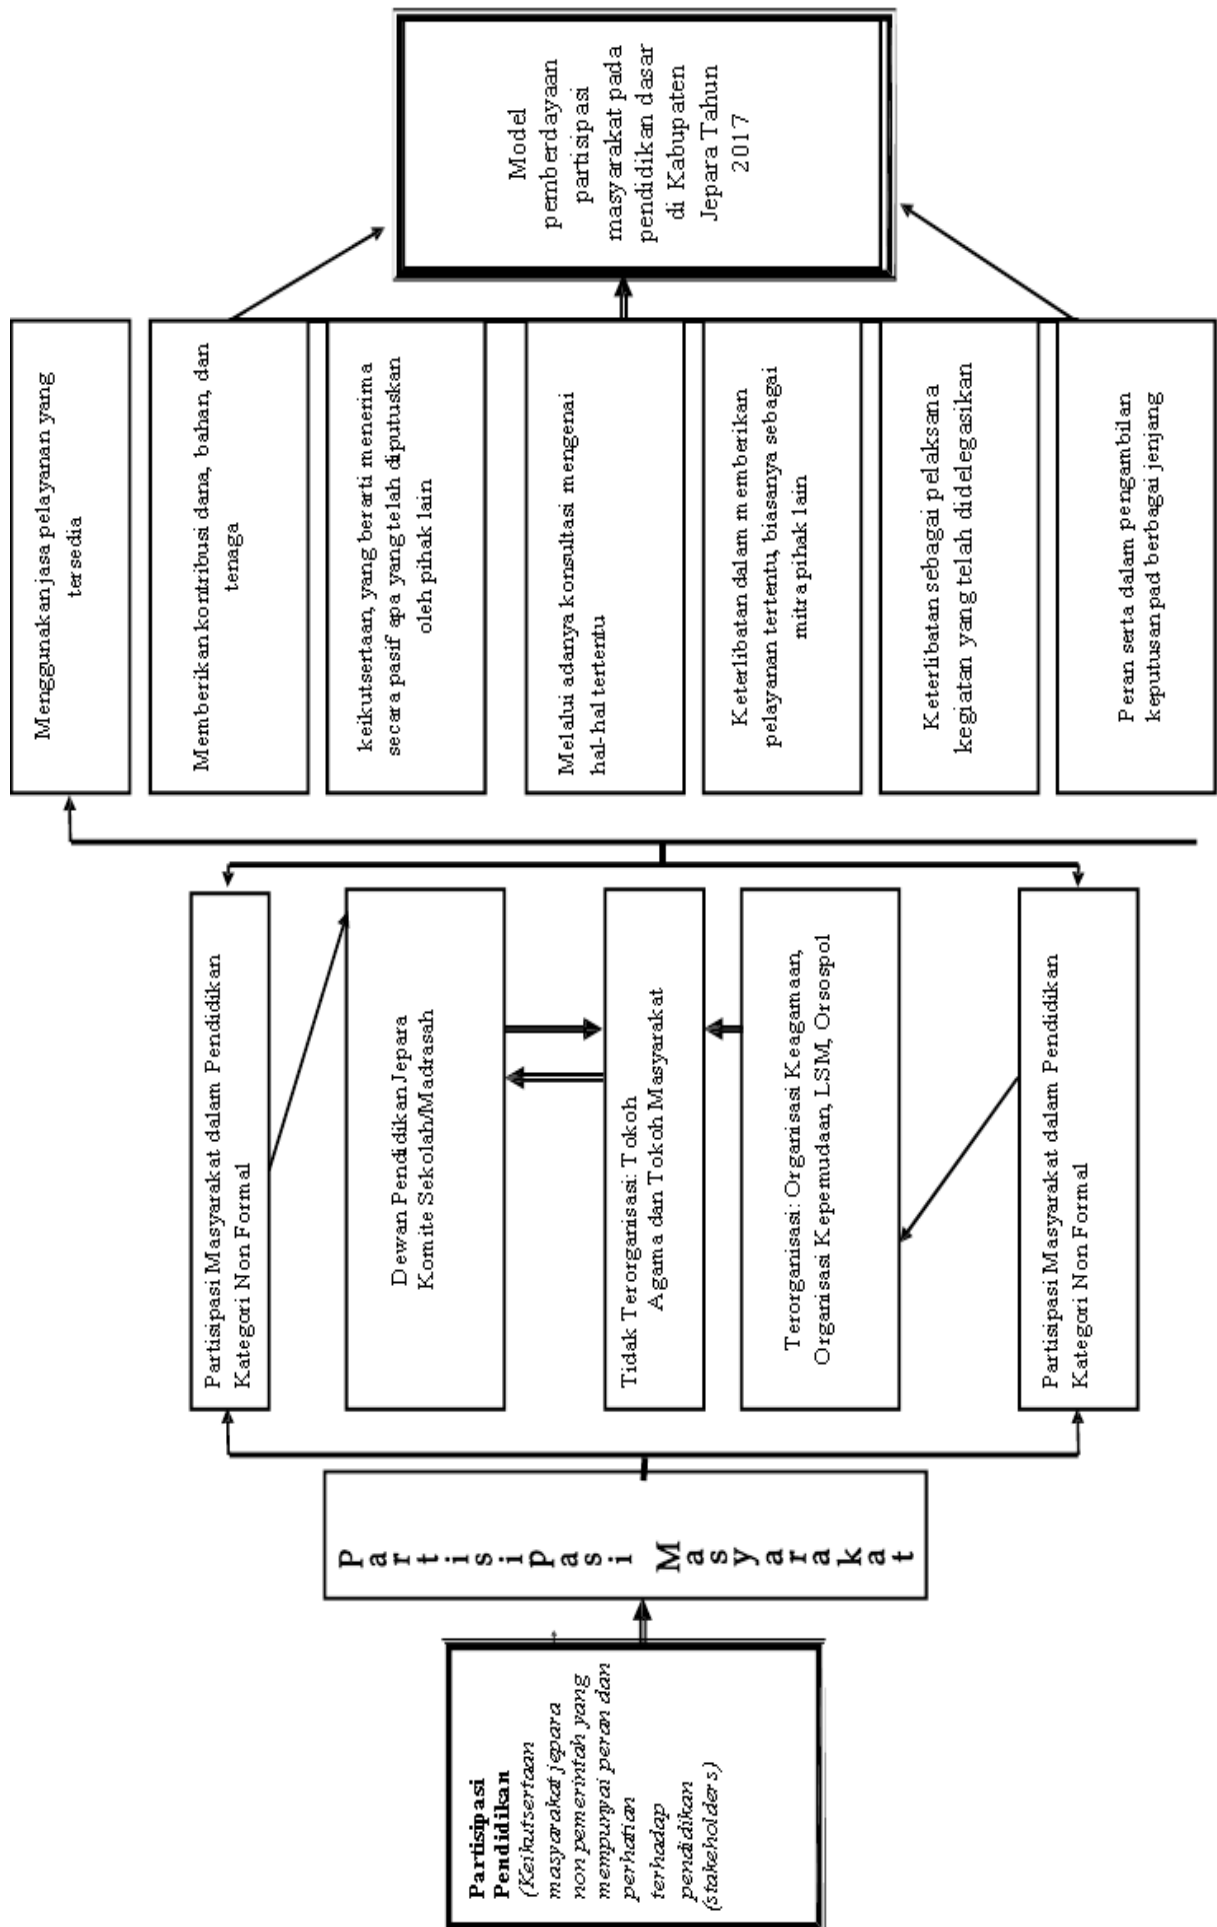 Partisipasi
Pendidikan
(Keikutsertaan
masyarakat jepara
non pemerintah yang
mempunyai peran dan
perhatian
terhadap
pendidikan
(stakeholders)
Partisipasi Masyarakat
Partisipasi Masyarakat dalam Pendidikan
Kategori Non Formal
Dewan Pendidikan Jepara
Komite Sekolah/Madrasah
Tidak Terorganisasi: Tokoh
Agama dan Tokoh Masyarakat
Terorganisasi: Organisasi Keagamaan,
Organisasi Kepemudaan, LSM, Orsospol
Partisipasi Masyarakat dalam Pendidikan
Kategori Non Formal
Menggunakan jasa pelayanan yang
tersedia
Memberikan kontribusi dana, bahan, dan
tenaga
keikutsertaan, yang berarti menerima
secara pasif apa yang telah diputuskan
oleh pihak lain
Melalui adanya konsultasi mengenai
hal-hal tertentu
Keterlibatan dalam memberikan
pelayanan tertentu, biasanya sebagai
mitra pihak lain
Keterlibatan sebagai pelaksana
kegiatan yang telah didelegasikan
Peran serta dalam pengambilan
keputusan pad berbagai jenjang
Model
pemberdayaan
partisipasi
masyarakat pada
pendidikan dasar
di Kabupaten
Jepara Tahun
2017